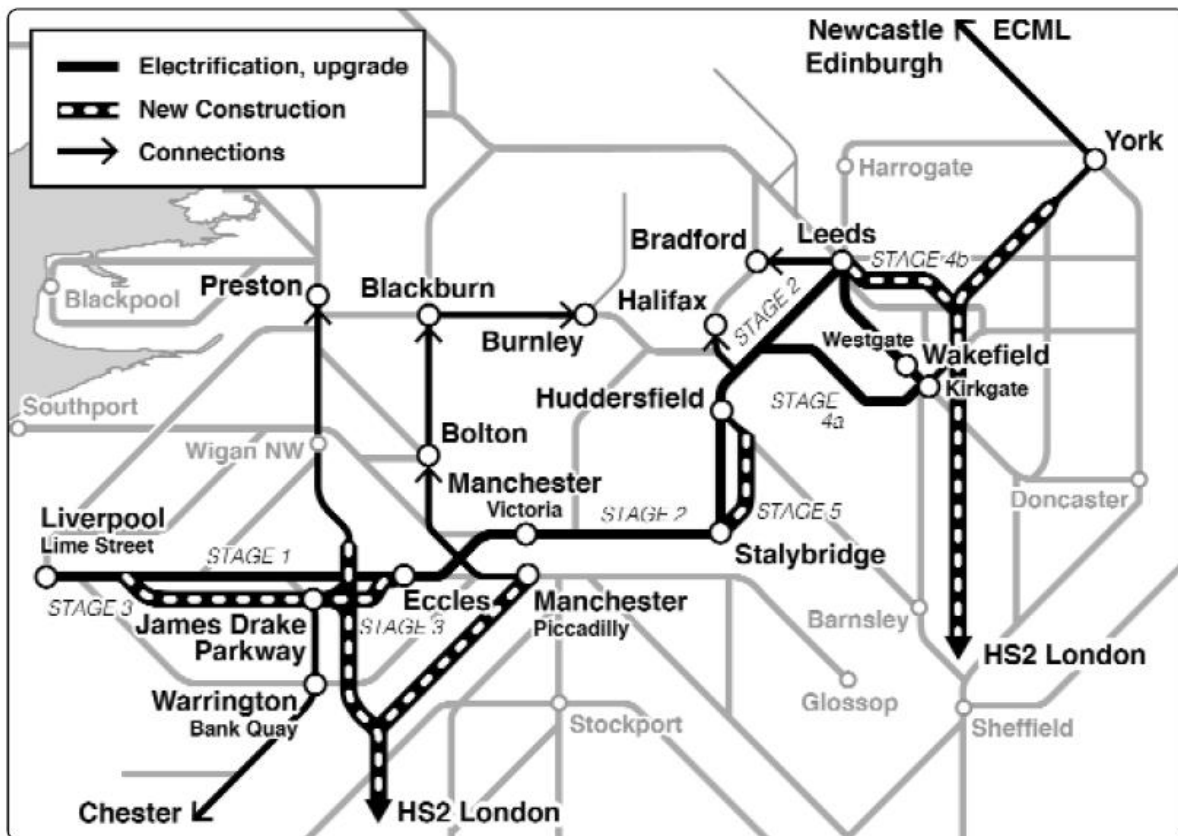 Electrification, upgrade
New Construction
Connections
Newcastle
ECML
Edinburgh
York
Harrogate
Bradford
Leeds
STAGE 4b
Preston
Blackburn
Halifax
STAGE 2
Blackpool
Burnley
Westgate
Wakefield
Kirkgate
Huddersfield
STAGE
4a
Southport
Wigan NW
Bolton
Manchester
Victoria
STAGE 2
STAGE 5
Doncaster
Liverpool
Lime Street
STAGE 1
Stalybridge
STAGE 3
Eccles
STAGE 3
Manchester
Piccadilly
James Drake
Parkway
Barnsley
HS2 London
Warrington
Bank Quay
Glossop
Stockport
Sheffield
Chester
HS2 London